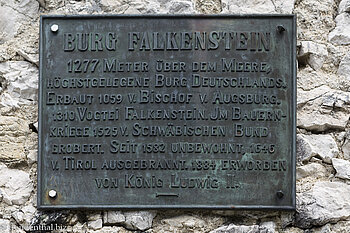 BURG FALKENSTEIN
1277 METER ÜBER DEM MEERE
HÖCHSTGELEGENE BURG DEUTSCHLANDS.
ERBAUT 1059 V. BISCHOF V. AUGSBURG.
1310 VOGTEI FALKENSTEIN. IM BAUERN-
KRIEGE 1525 V. SCHWÄBISCHEN BUND
EROBERT. SEIT 1582 UNBEWOHNT. 1646
V. TIROL AUSGEBRANNT. 1884 ERWORBEN
VON KÖNIG LUDWIG II.